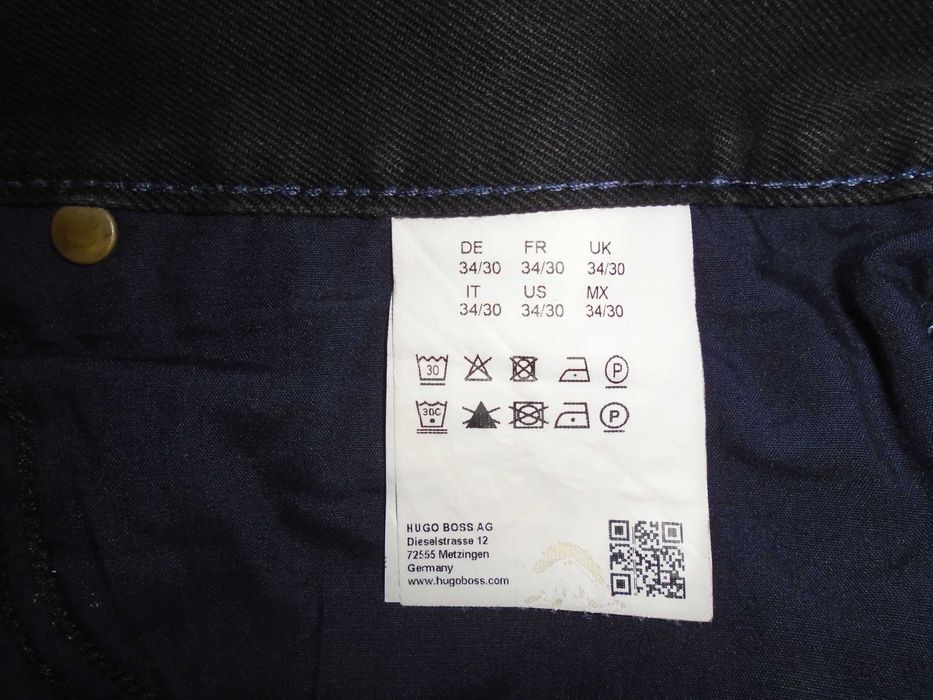 DE FR UK
34/30 34/30 34/30
IT US MX
34/30 34/30 34/30
30 P
30C P
HUGO BOSS AG
Dieselstrasse 12
72555 Metzingen
Germany
www.hugoboss.com